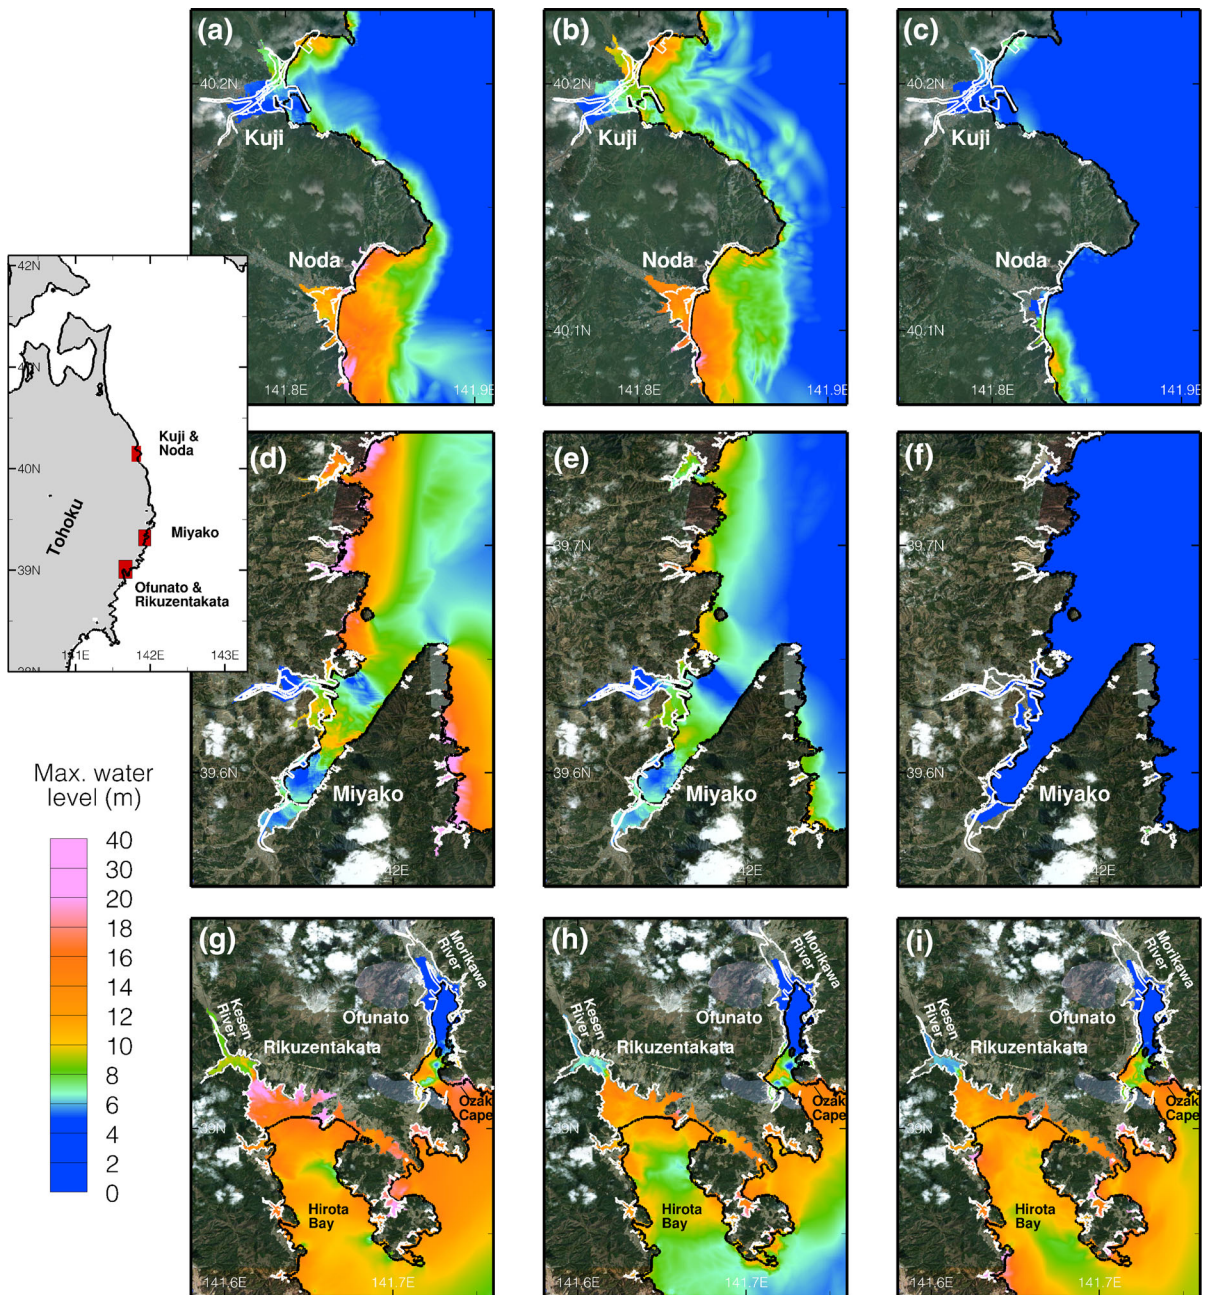 (a)
40.2N
Kuji
Noda
40.1N
141.8E
141.9E
(b)
40.2N
Kuji
Noda
40.1N
141.8E
141.9E
(c)
40.2N
Kuji
Noda
40.1N
141.8E
141.9E
42N
40N
39N
141E
142E
143E
Kuji &
Noda
Tohoku
Miyako
Ofunato &
Rikuzentakata
(d)
Miyako
39.6N
(e)
39.7N
39.6N
Miyako
(f)
39.7N
39.6N
Miyako
Max. water
level (m)
40
30
20
18
16
14
12
10
8
6
4
2
0
(g)
Morikawa
River
Kesen
River
Ofunato
Rikuzentakata
Ozaki
Cape
39N
Hirota
Bay
141.6E
141.7E
(h)
Morikawa
River
Kesen
River
Ofunato
Rikuzentakata
Ozaki
Cape
39N
Hirota
Bay
141.6E
141.7E
(i)
Morikawa
River
Kesen
River
Ofunato
Rikuzentakata
Ozaki
Cape
39N
Hirota
Bay
141.6E
141.7E